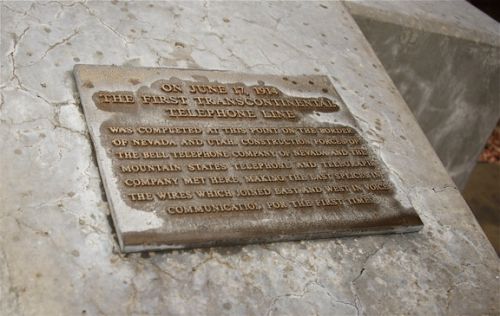 ON JUNE 17, 1914
THE FIRST TRANSCONTINENTAL
TELEPHONE LINE
WAS COMPLETED AT THIS POINT ON THE BORDER
OF NEVADA AND UTAH. CONSTRUCTION FORCES OF
THE BELL TELEPHONE COMPANY OF NEVADA AND THE
MOUNTAIN STATES TELEPHONE AND TELEGRAPH
COMPANY MET HERE, MAKING THE LAST SPLICES IN
THE WIRES WHICH JOINED EAST AND WEST IN VOICE
COMMUNICATION FOR THE FIRST TIME.